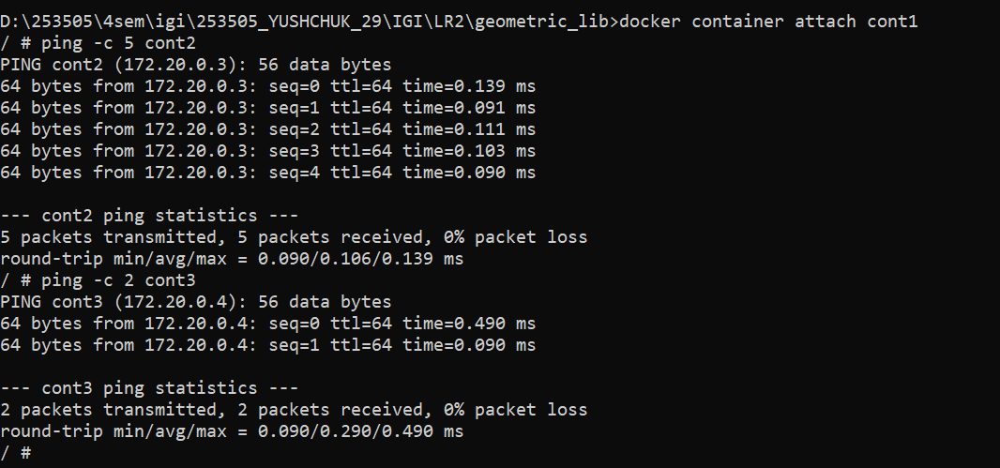 D:\253505\4sem\igi\253505_YUSHCHUK_29\IGI\LR2\geometric_lib>docker container attach cont1
/ # ping -c 5 cont2
PING cont2 (172.20.0.3): 56 data bytes
64 bytes from 172.20.0.3: seq=0 ttl=64 time=0.139 ms
64 bytes from 172.20.0.3: seq=1 ttl=64 time=0.091 ms
64 bytes from 172.20.0.3: seq=2 ttl=64 time=0.111 ms
64 bytes from 172.20.0.3: seq=3 ttl=64 time=0.103 ms
64 bytes from 172.20.0.3: seq=4 ttl=64 time=0.090 ms

--- cont2 ping statistics ---
5 packets transmitted, 5 packets received, 0% packet loss
round-trip min/avg/max = 0.090/0.106/0.139 ms
/ # ping -c 2 cont3
PING cont3 (172.20.0.4): 56 data bytes
64 bytes from 172.20.0.4: seq=0 ttl=64 time=0.490 ms
64 bytes from 172.20.0.4: seq=1 ttl=64 time=0.090 ms

--- cont3 ping statistics ---
2 packets transmitted, 2 packets received, 0% packet loss
round-trip min/avg/max = 0.090/0.290/0.490 ms
/ #